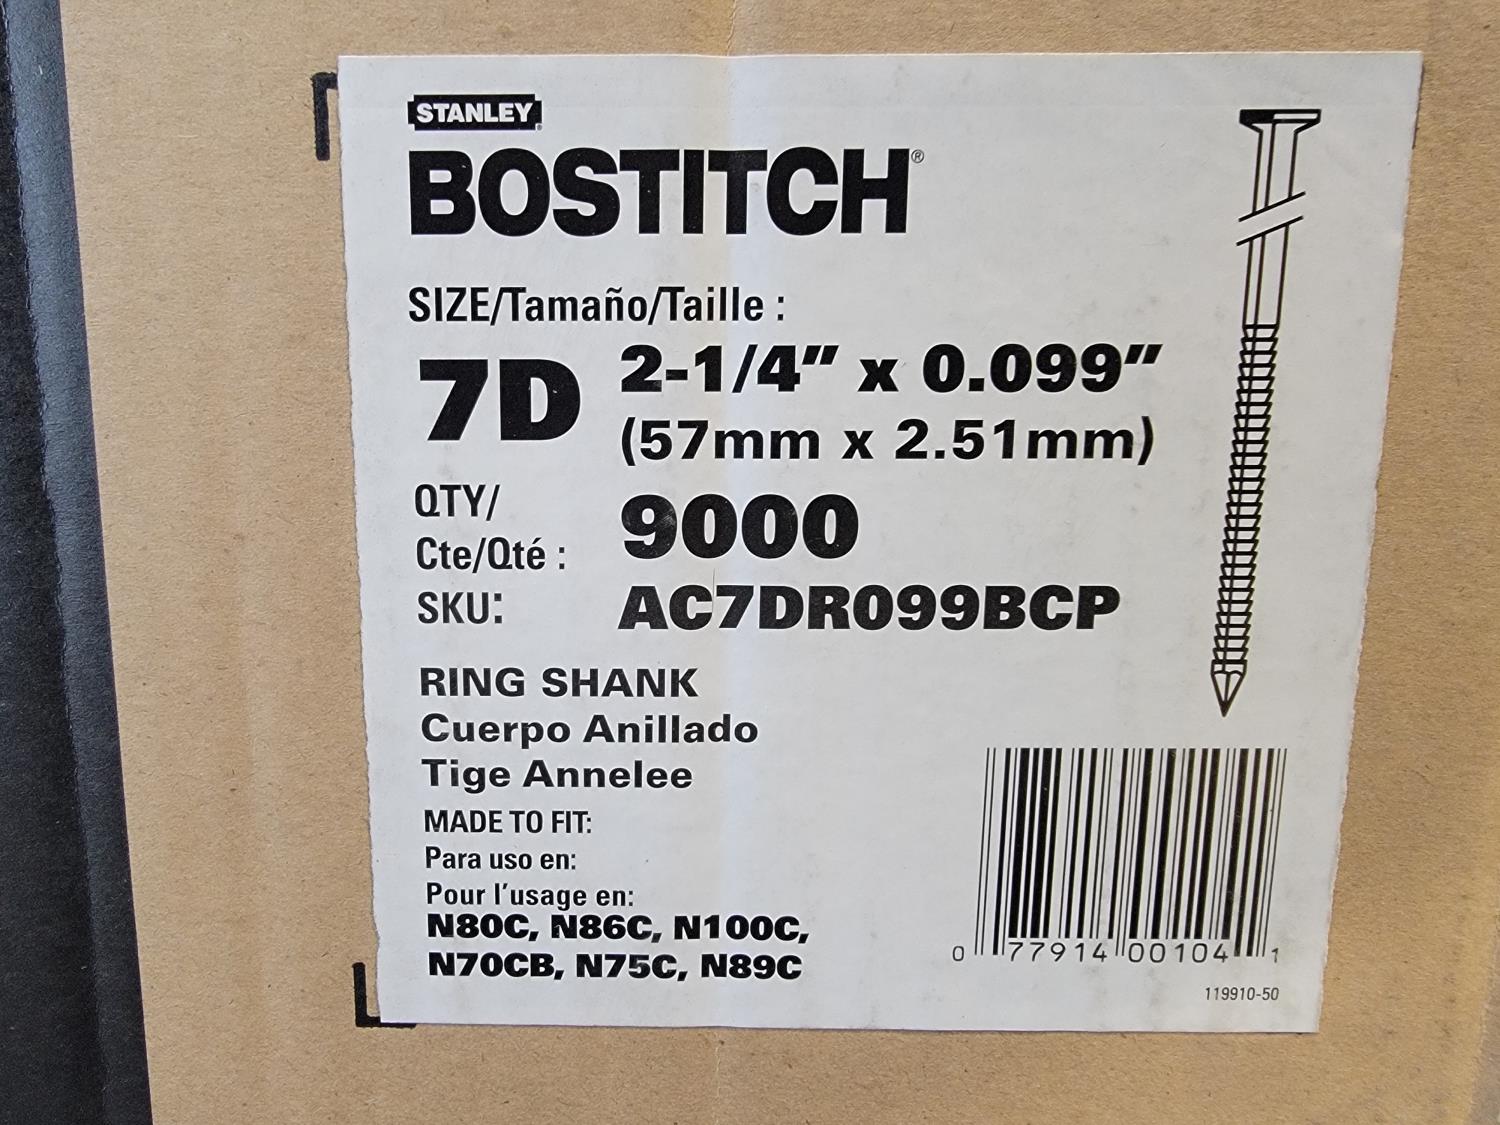 STANLEY
BOSTITCH®
SIZE/Tamaño/Taille :
7D 2-1/4" x 0.099"
(57mm x 2.51mm)
QTY/
Cte/Qté : 9000
SKU: AC7DR099BCP
RING SHANK
Cuerpo Anillado
Tige Annelee
MADE TO FIT:
Para uso en:
Pour l'usage en:
N80C, N86C, N100C,
N70CB, N75C, N89C
0 77914 00104 1
119910-50